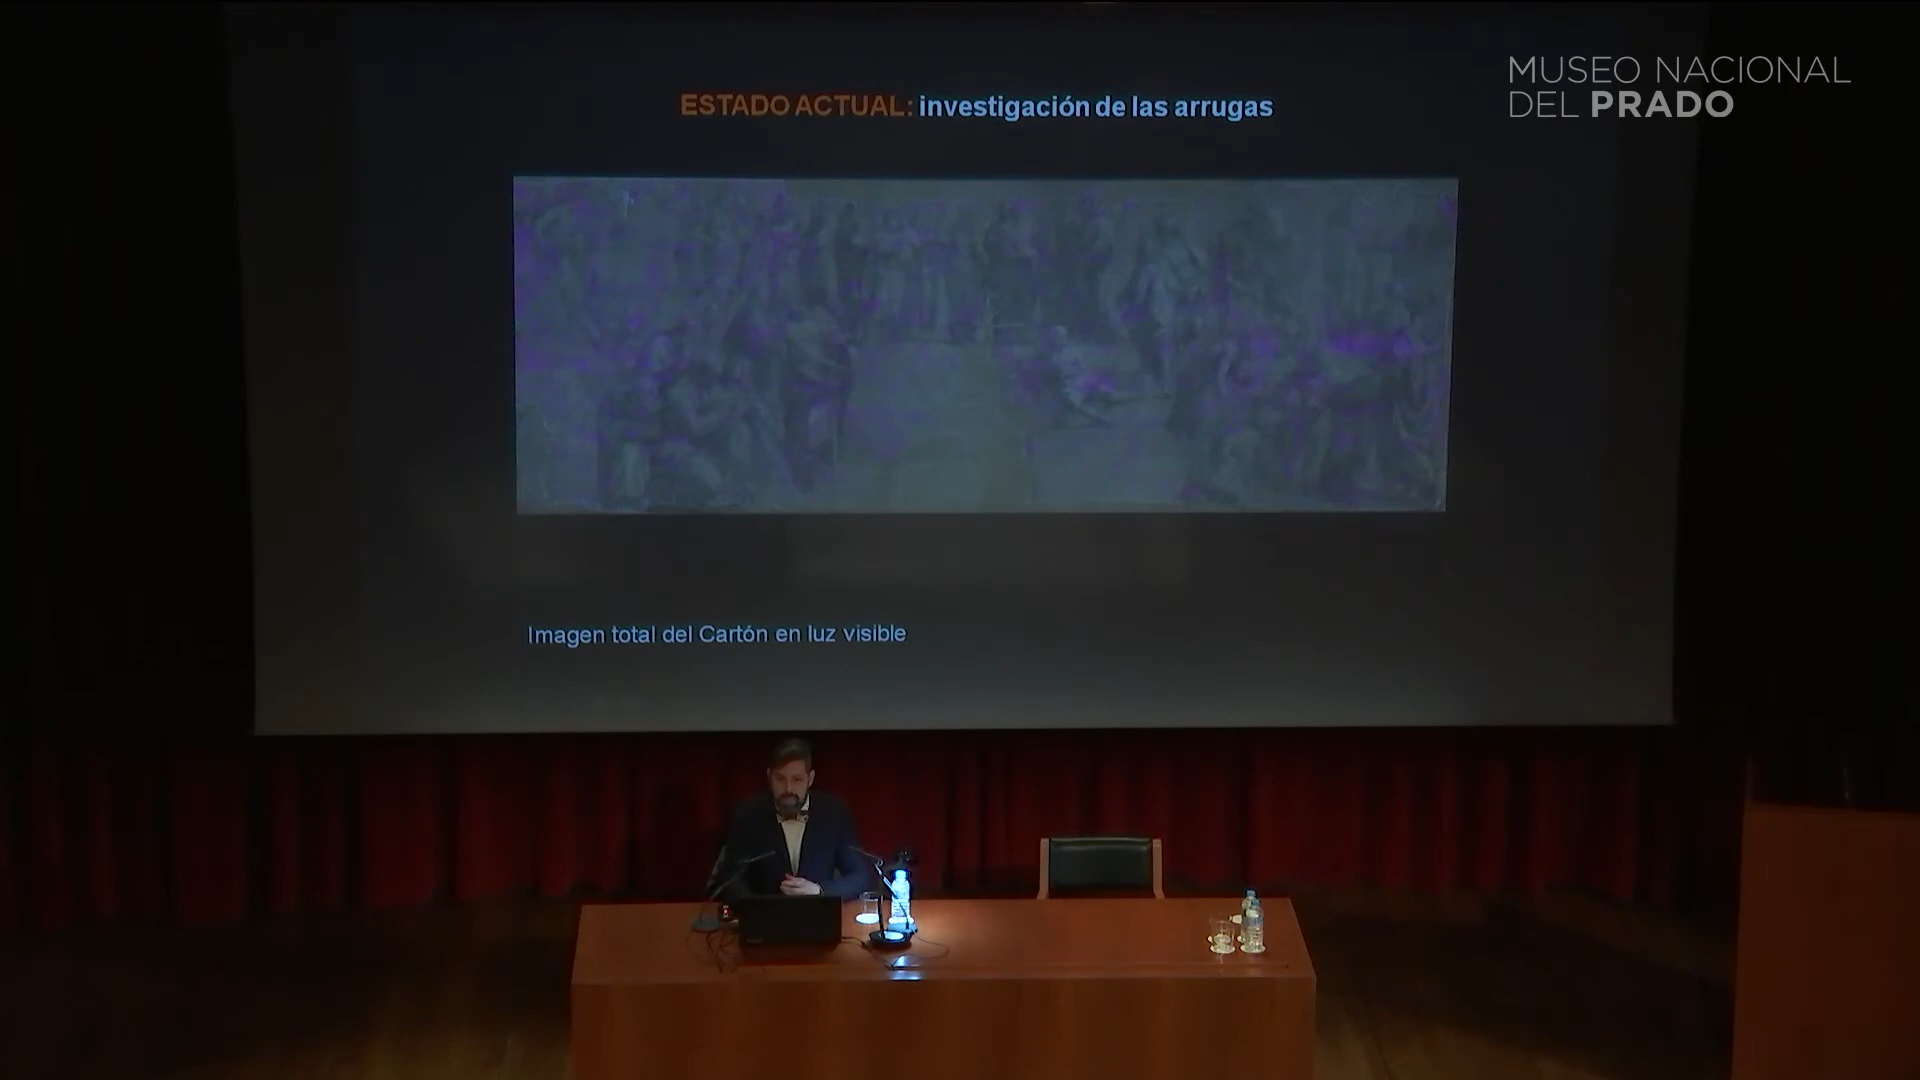 MUSEO NACIONAL
DEL PRADO
ESTADO ACTUAL: investigación de las arrugas
Imagen total del Cartón en luz visible